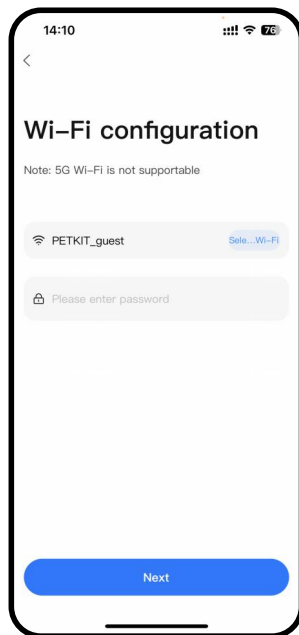 14:10
76
Wi-Fi configuration
Note: 5G Wi-Fi is not supportable
PETKIT_guest
Sele...Wi-Fi
Please enter password
Next